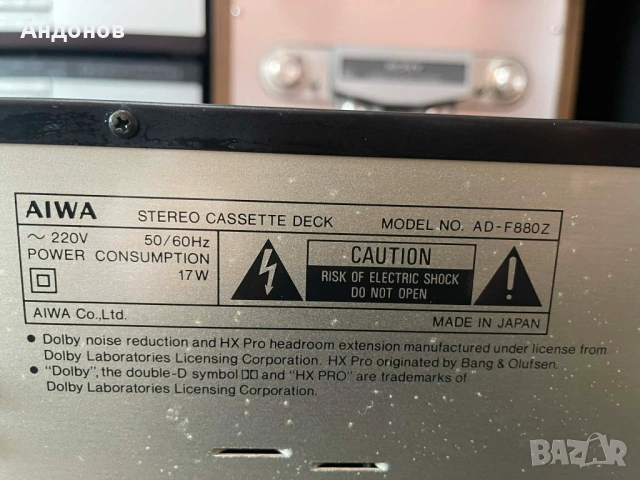 Андонов
AIWA STEREO CASSETTE DECK MODEL NO. AD-F880Z
~ 220V 50/60Hz
POWER CONSUMPTION
17W
CAUTION
RISK OF ELECTRIC SHOCK
DO NOT OPEN
AIWA Co.,Ltd. MADE IN JAPAN
• Dolby noise reduction and HX Pro headroom extension manufactured under license from
Dolby Laboratories Licensing Corporation. HX Pro originated by Bang & Olufsen.
• "Dolby", the double-D symbol and "HX PRO" are trademarks of
Dolby Laboratories Licensing Corporation.
BAZAR